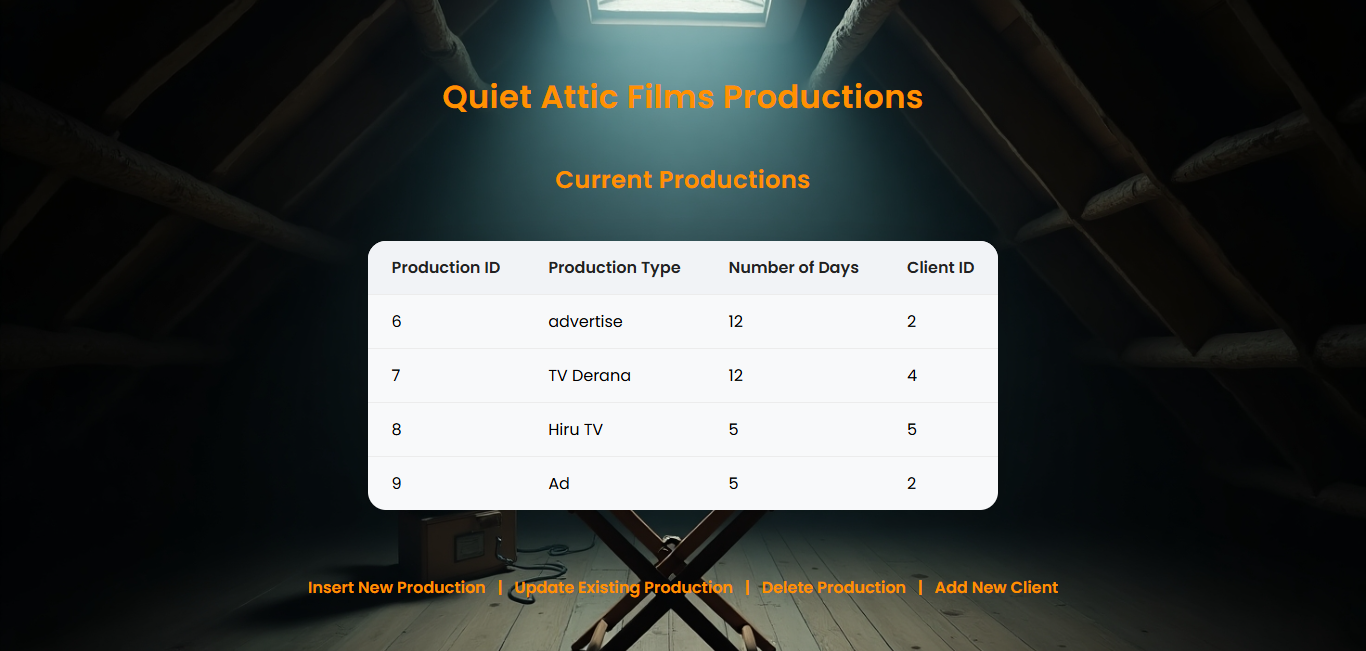 Quiet Attic Films Productions
Current Productions
Production ID Production Type Number of Days Client ID
6 advertise 12 2
7 TV Derana 12 4
8 Hiru TV 5 5
9 Ad 5 2
Insert New Production | Update Existing Production | Delete Production | Add New Client